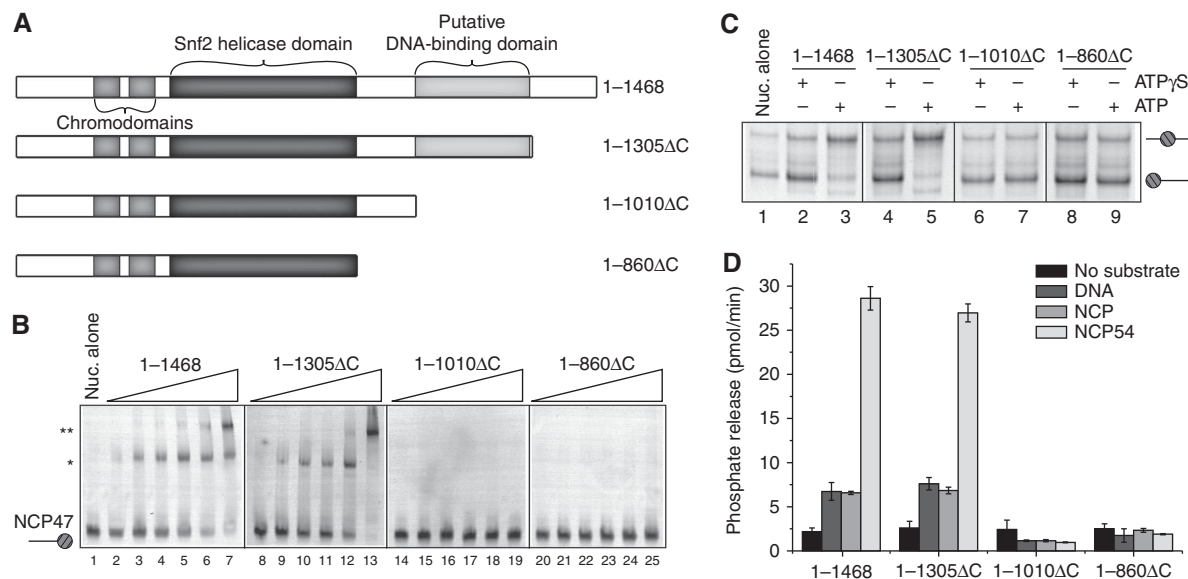 A
Snf2 helicase domain
Putative
DNA-binding domain
1–1468
Chromodomains
1–1305ΔC
1–1010ΔC
1–860ΔC
B
Nuc. alone
1–1468
1–1305ΔC
1–1010ΔC
1–860ΔC
**
*
NCP47
1 2 3 4 5 6 7 8 9 10 11 12 13 14 15 16 17 18 19 20 21 22 23 24 25
C
Nuc. alone
1–1468 1–1305ΔC 1–1010ΔC 1–860ΔC
+ – + – + – + – ATPγS
– + – + – + – + ATP
1 2 3 4 5 6 7 8 9
D
Phosphate release (pmol/min)
30
25
20
15
10
5
0
No substrate
DNA
NCP
NCP54
1–1468 1–1305ΔC 1–1010ΔC 1–860ΔC